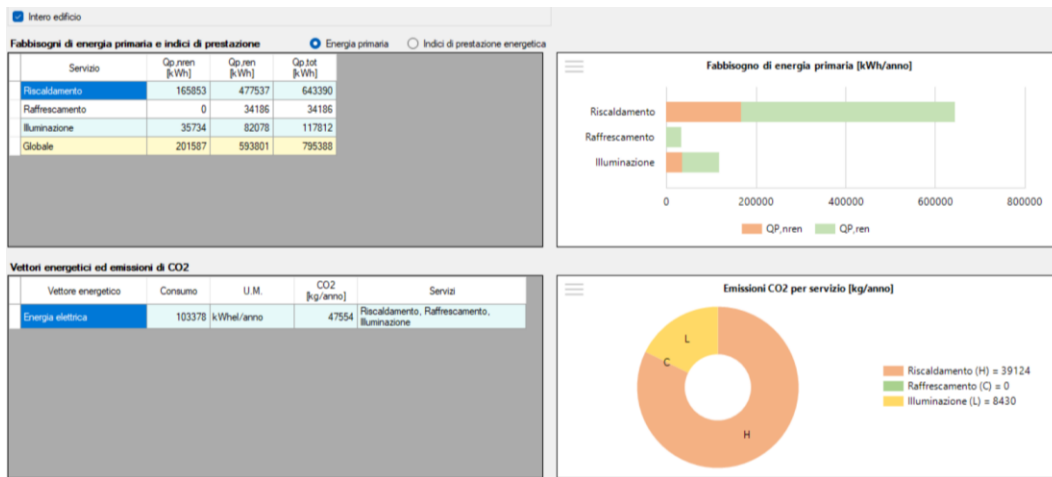 Intero edificio
Fabbisogni di energia primaria e indici di prestazione
Energia primaria
Indici di prestazione energetica
Servizio Qp,nren [kWh] Qp,ren [kWh] Qp,tot [kWh]
Riscaldamento 165853 477537 643390
Raffrescamento 0 34186 34186
Illuminazione 35734 82078 117812
Globale 201587 593801 795388
Fabbisogno di energia primaria [kWh/anno]
Riscaldamento
Raffrescamento
Illuminazione
0 200000 400000 600000 800000
QP,nren QP,ren
Vettori energetici ed emissioni di CO2
Vettore energetico Consumo U.M. CO2 [kg/anno] Servizi
Energia elettrica 103378 kWhel/anno 47554 Riscaldamento, Raffrescamento,
Illuminazione
Emissioni CO2 per servizio [kg/anno]
L
C
H
Riscaldamento (H) = 39124
Raffrescamento (C) = 0
Illuminazione (L) = 8430